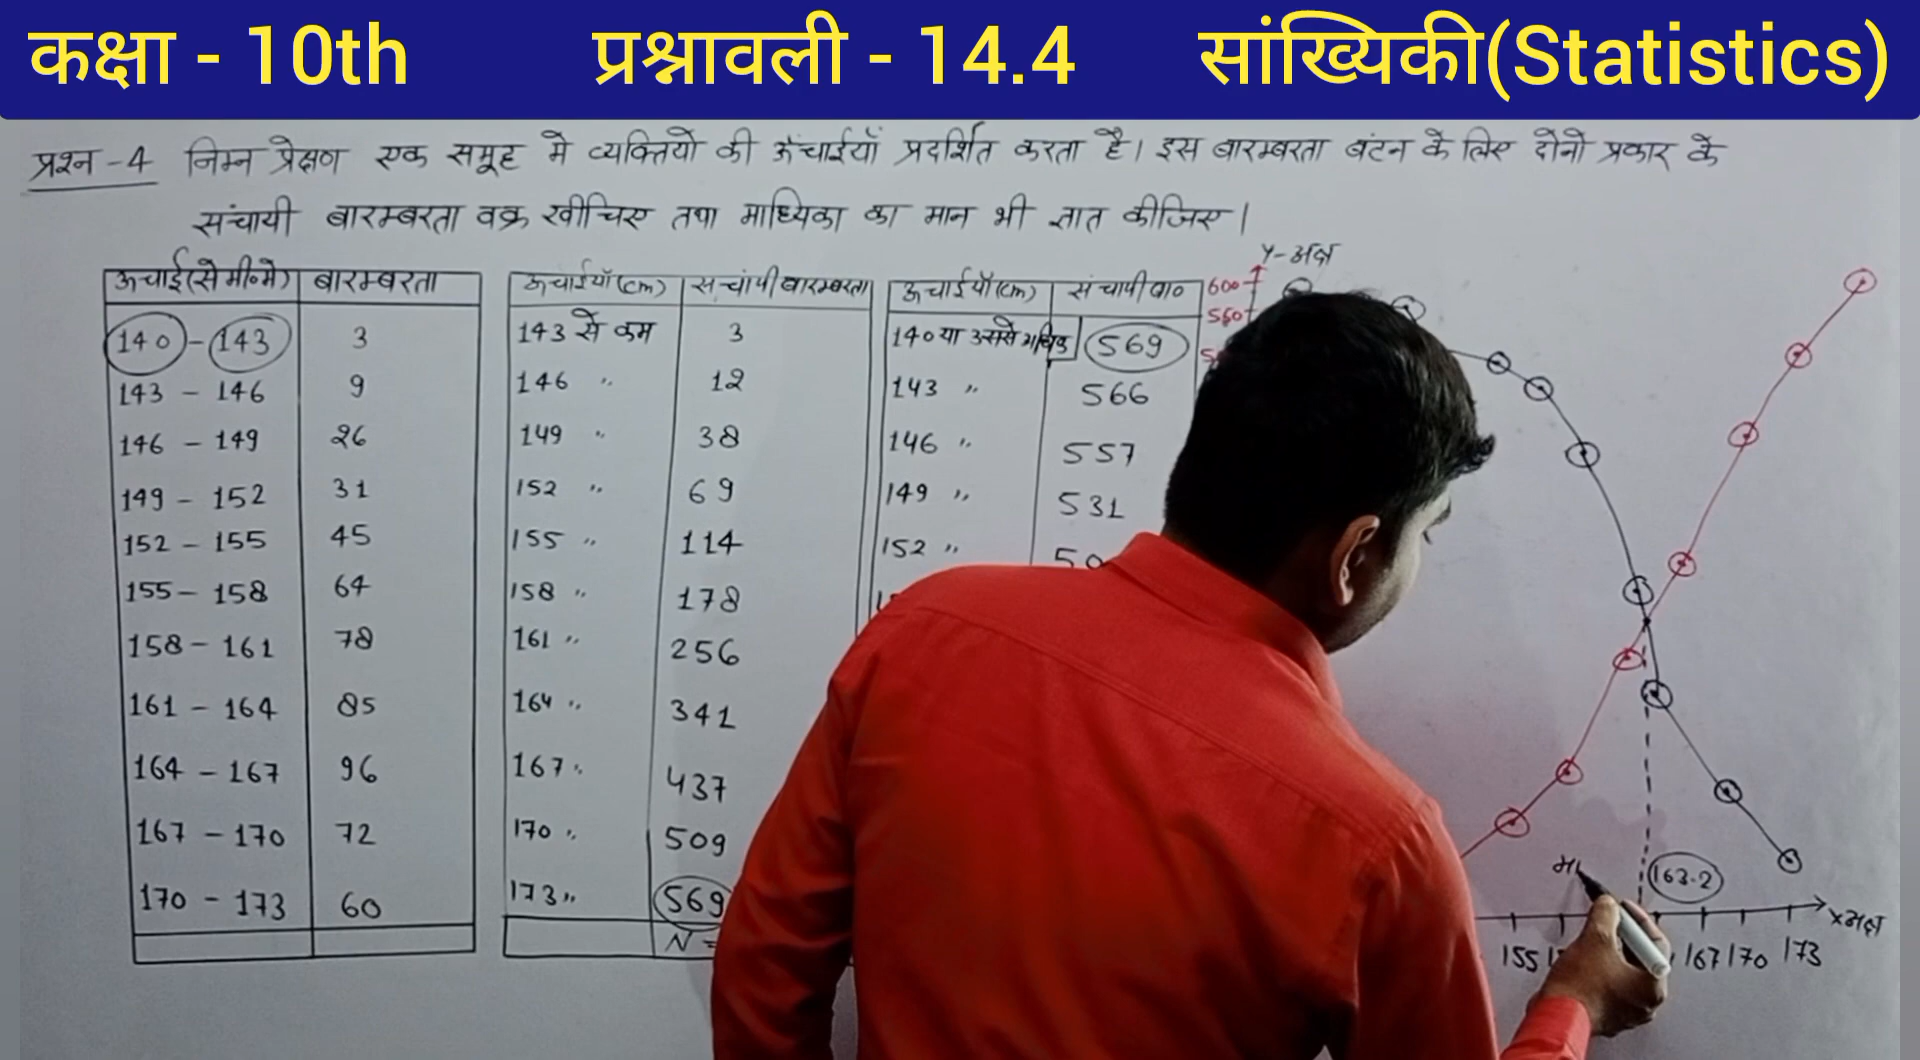 कक्षा - 10th प्रश्नावली - 14.4 सांख्यिकी(Statistics)
प्रश्न -4 निम्न प्रेक्षण एक समूह मे व्यक्तियो की ऊँचाईयाँ प्रदर्शित करता है। इस बारम्बरता बंटन के लिए दोनो प्रकार के
संचायी बारम्बरता वक्र खीचिए तथा माध्यिका का मान भी ज्ञात कीजिए।
ऊचाई(से मी॰मे) बारम्बरता
140 - 143 3
143 - 146 9
146 - 149 26
149 - 152 31
152 - 155 45
155 - 158 64
158 - 161 78
161 - 164 85
164 - 167 96
167 - 170 72
170 - 173 60
ऊचाईयाँ (cm) सचांयी बारम्बरता
143 से कम 3
146 " 12
149 " 38
152 " 69
155 " 114
158 " 178
161 " 256
164 " 341
167 " 437
170 " 509
173 " 569
N =
ऊचाईयाँ (cm) संचायी बा०
140 या उससे अधिक 569
143 " 566
146 " 557
149 " 531
152 " 50
Y-अक्ष
600
550
163.2
मा
X अक्ष
155 167 170 173